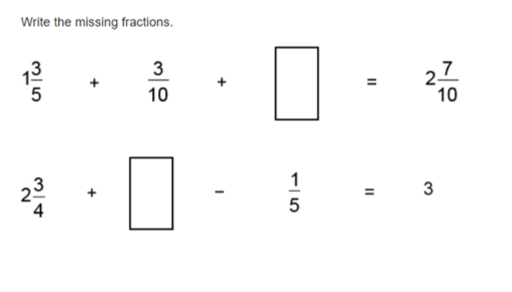 Write the missing fractions.
1 3/5 + 3/10 + = 2 7/10
2 3/4 + - 1/5 = 3